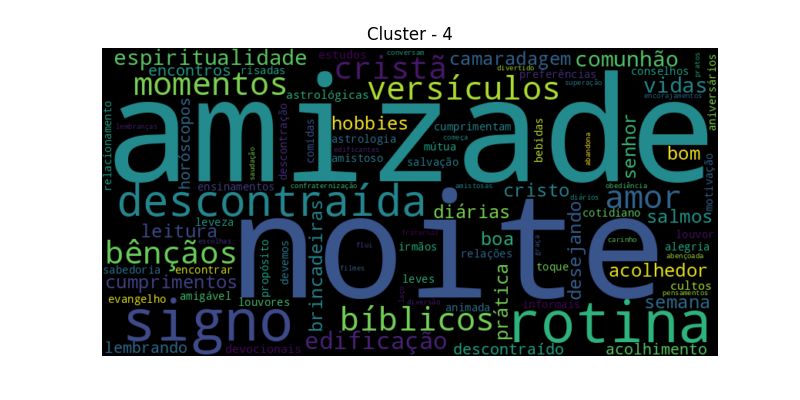 Cluster - 4
espiritualidade
estudos
conversam
camaradagem
comunhão
encontros
risadas
cristã
divertido
preferências
superação
conselhos
pratos
momentos
astrológicas
versículos
vidas
encorajamentos
aniversários
amizade
relacionamento
lembranças
horóscopos
saudação
descontração
comidas
hobbies
astrologia
edificantes
amistoso
cumprimentam
começa
mútua
salvação
bebidas
abandona
senhor
bom
motivação
ensinamentos
confraternização
amistosas
cristo
diários
obediência
amor
descontraída
noite
diárias
desejando
cotidiano
salmos
leitura
leveza
escolhas
brincadeiras
fraternal
boa
graça
carinho
louvor
bênçãos
propósito
devemos
flui
filmes
irmãos
relações
alegria
abençoada
sabedoria
encontrar
leves
toque
acolhedor
cultos
cumprimentos
pensamentos
evangelho
amigável
louvores
diversão
animada
prática
informais
semana
signo
bíblicos
rotina
lembrando
devocionais
edificação
descontraído
acolhimento